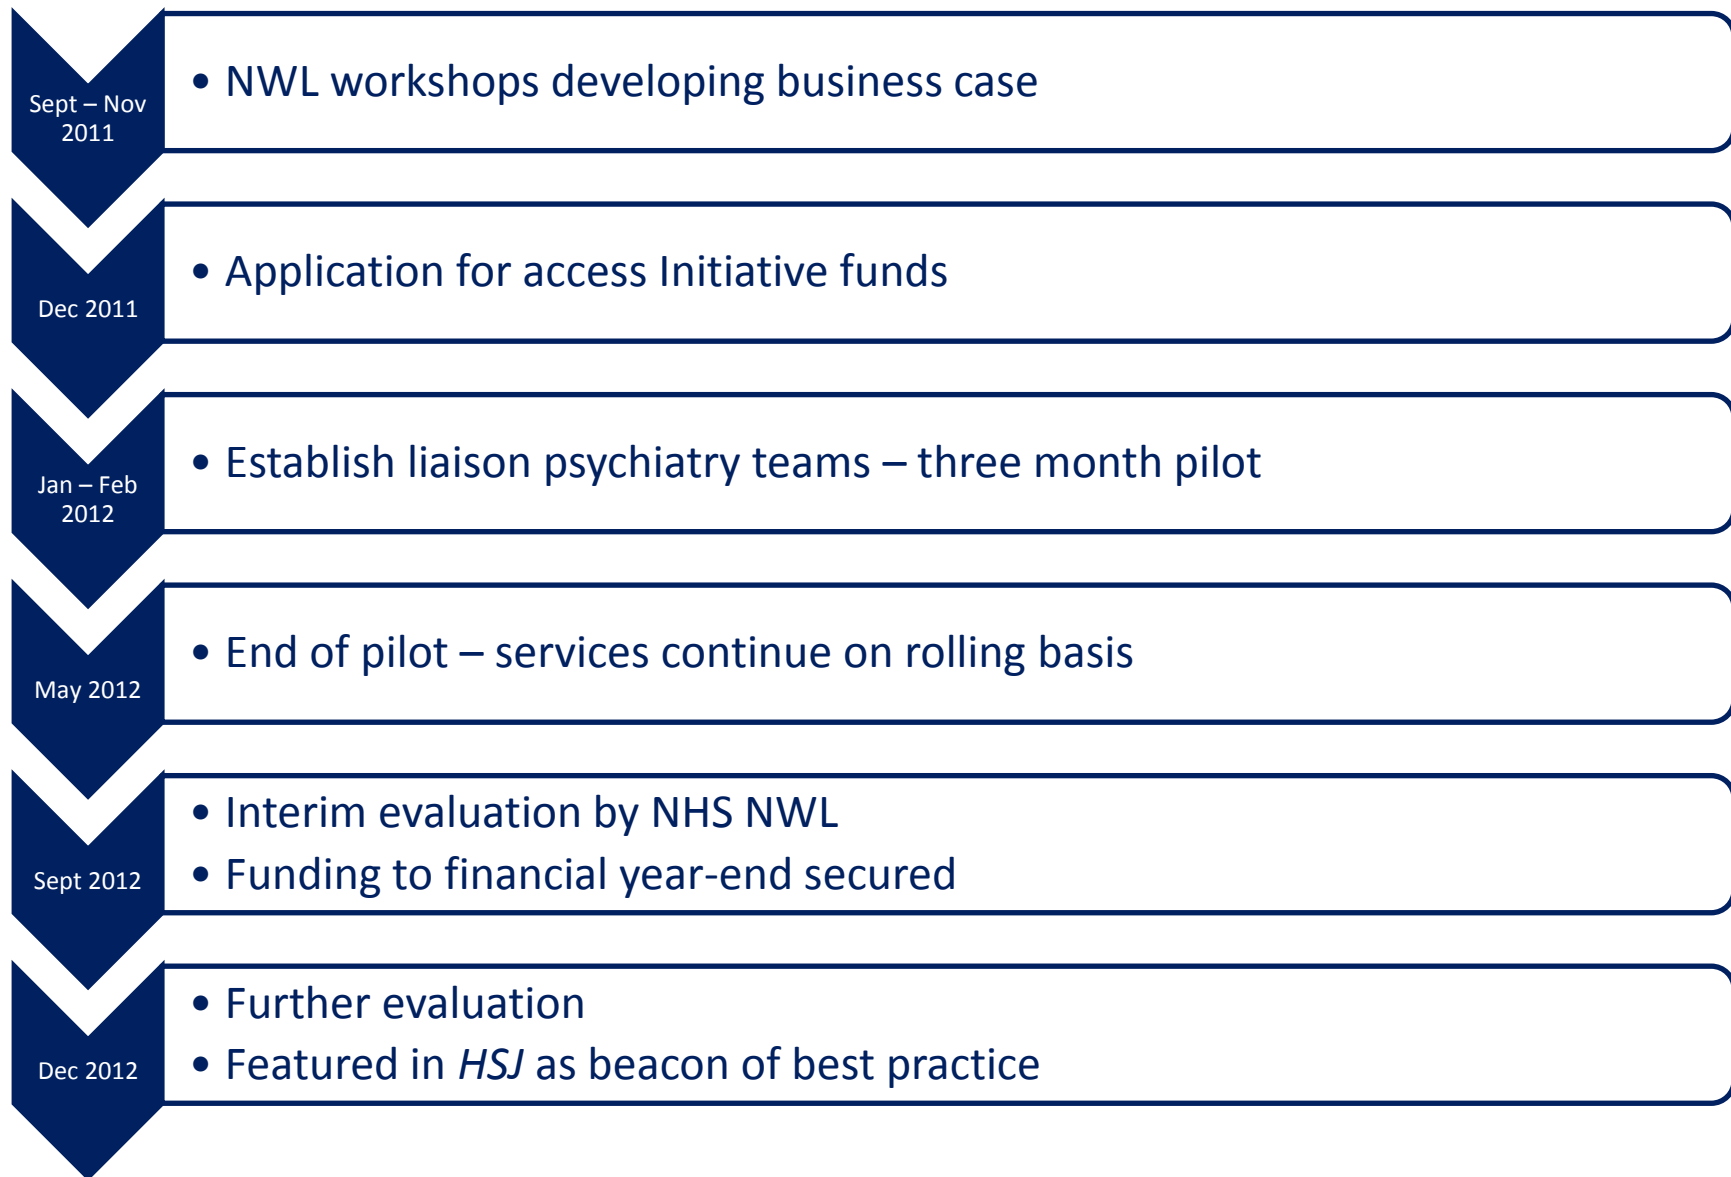 Sept – Nov
2011
• NWL workshops developing business case
Dec 2011
• Application for access Initiative funds
Jan – Feb
2012
• Establish liaison psychiatry teams – three month pilot
May 2012
• End of pilot – services continue on rolling basis
Sept 2012
• Interim evaluation by NHS NWL
• Funding to financial year-end secured
Dec 2012
• Further evaluation
• Featured in HSJ as beacon of best practice